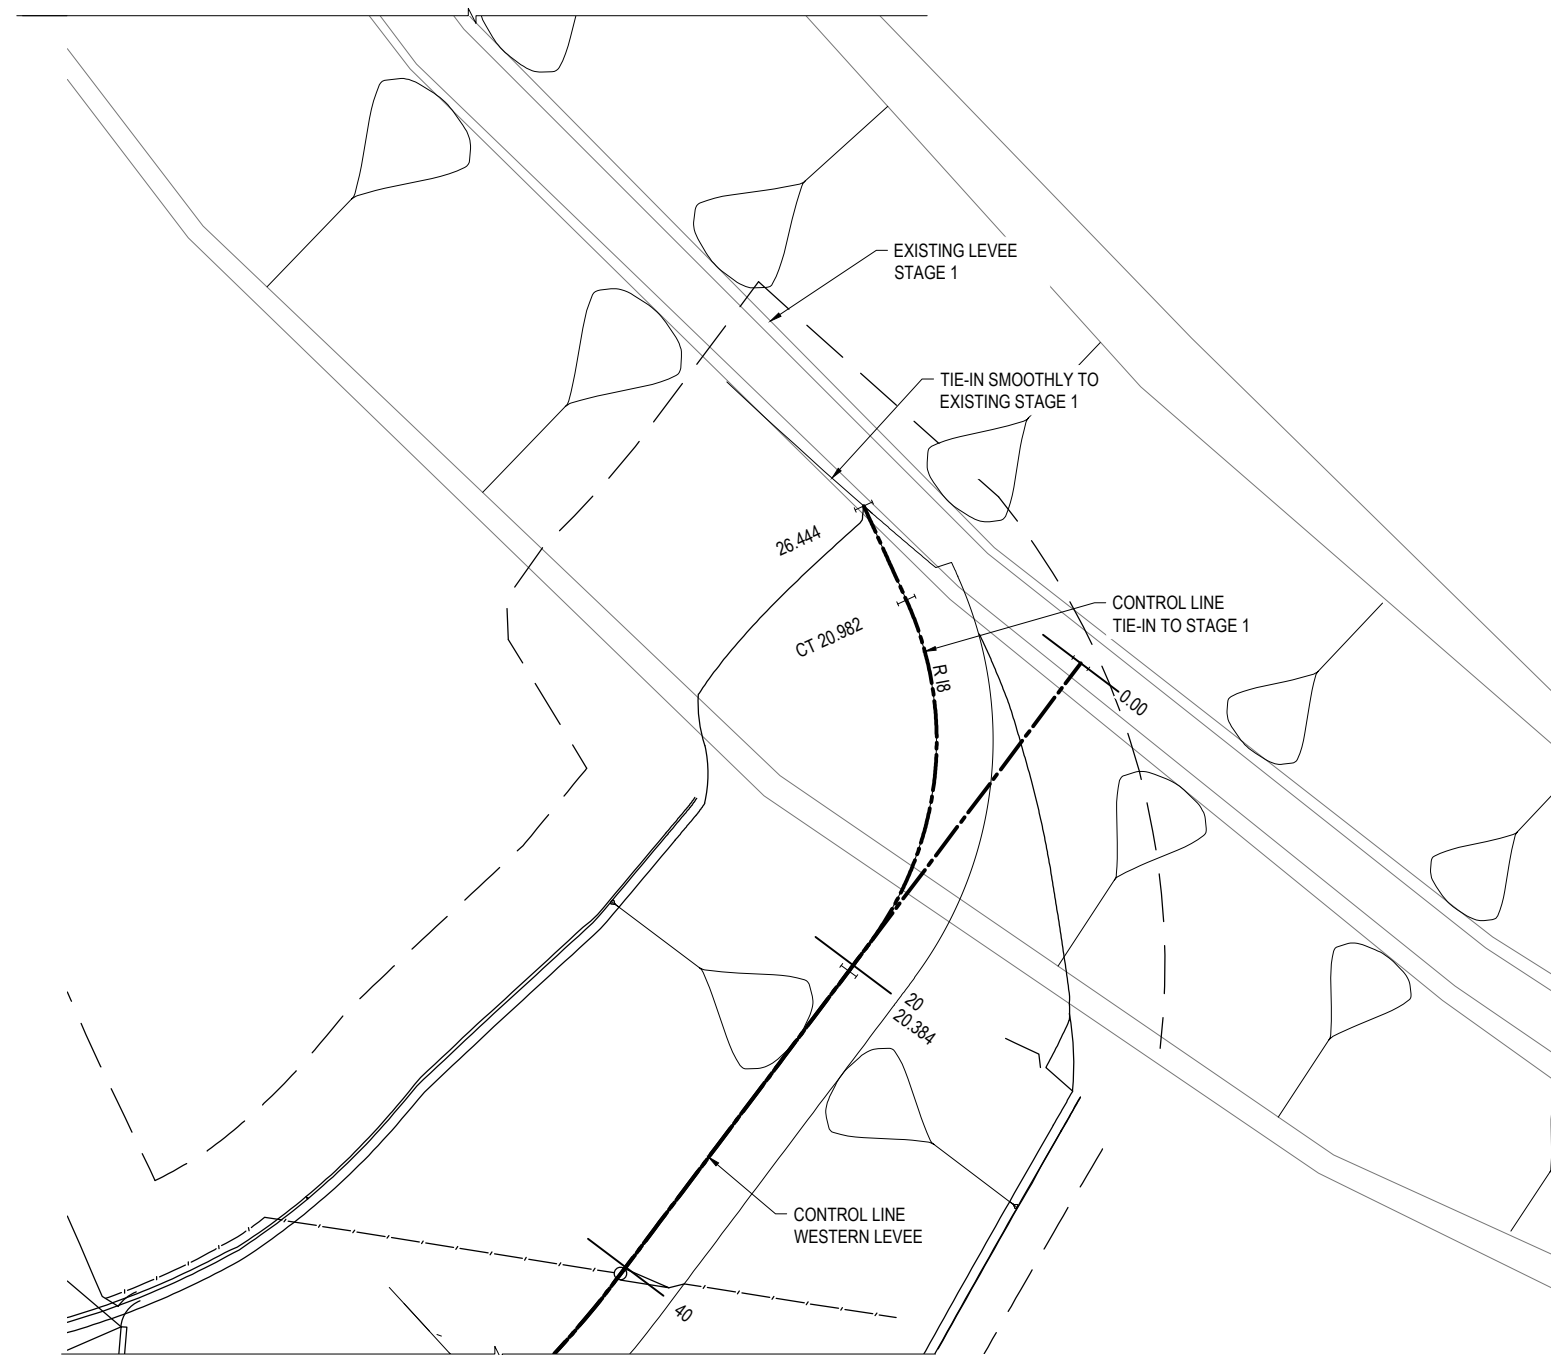 EXISTING LEVEE
STAGE 1
TIE-IN SMOOTHLY TO
EXISTING STAGE 1
26.444
CONTROL LINE
TIE-IN TO STAGE 1
CT 20.982
R 18
0.00
20
20.384
CONTROL LINE
WESTERN LEVEE
40